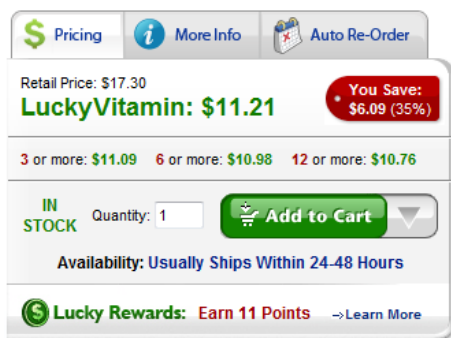 $ Pricing i More Info Auto Re-Order
Retail Price: $17.30
LuckyVitamin: $11.21
You Save:
$6.09 (35%)
3 or more: $11.09 6 or more: $10.98 12 or more: $10.76
IN
STOCK
Quantity: 1
Add to Cart
Availability: Usually Ships Within 24-48 Hours
$ Lucky Rewards: Earn 11 Points →Learn More